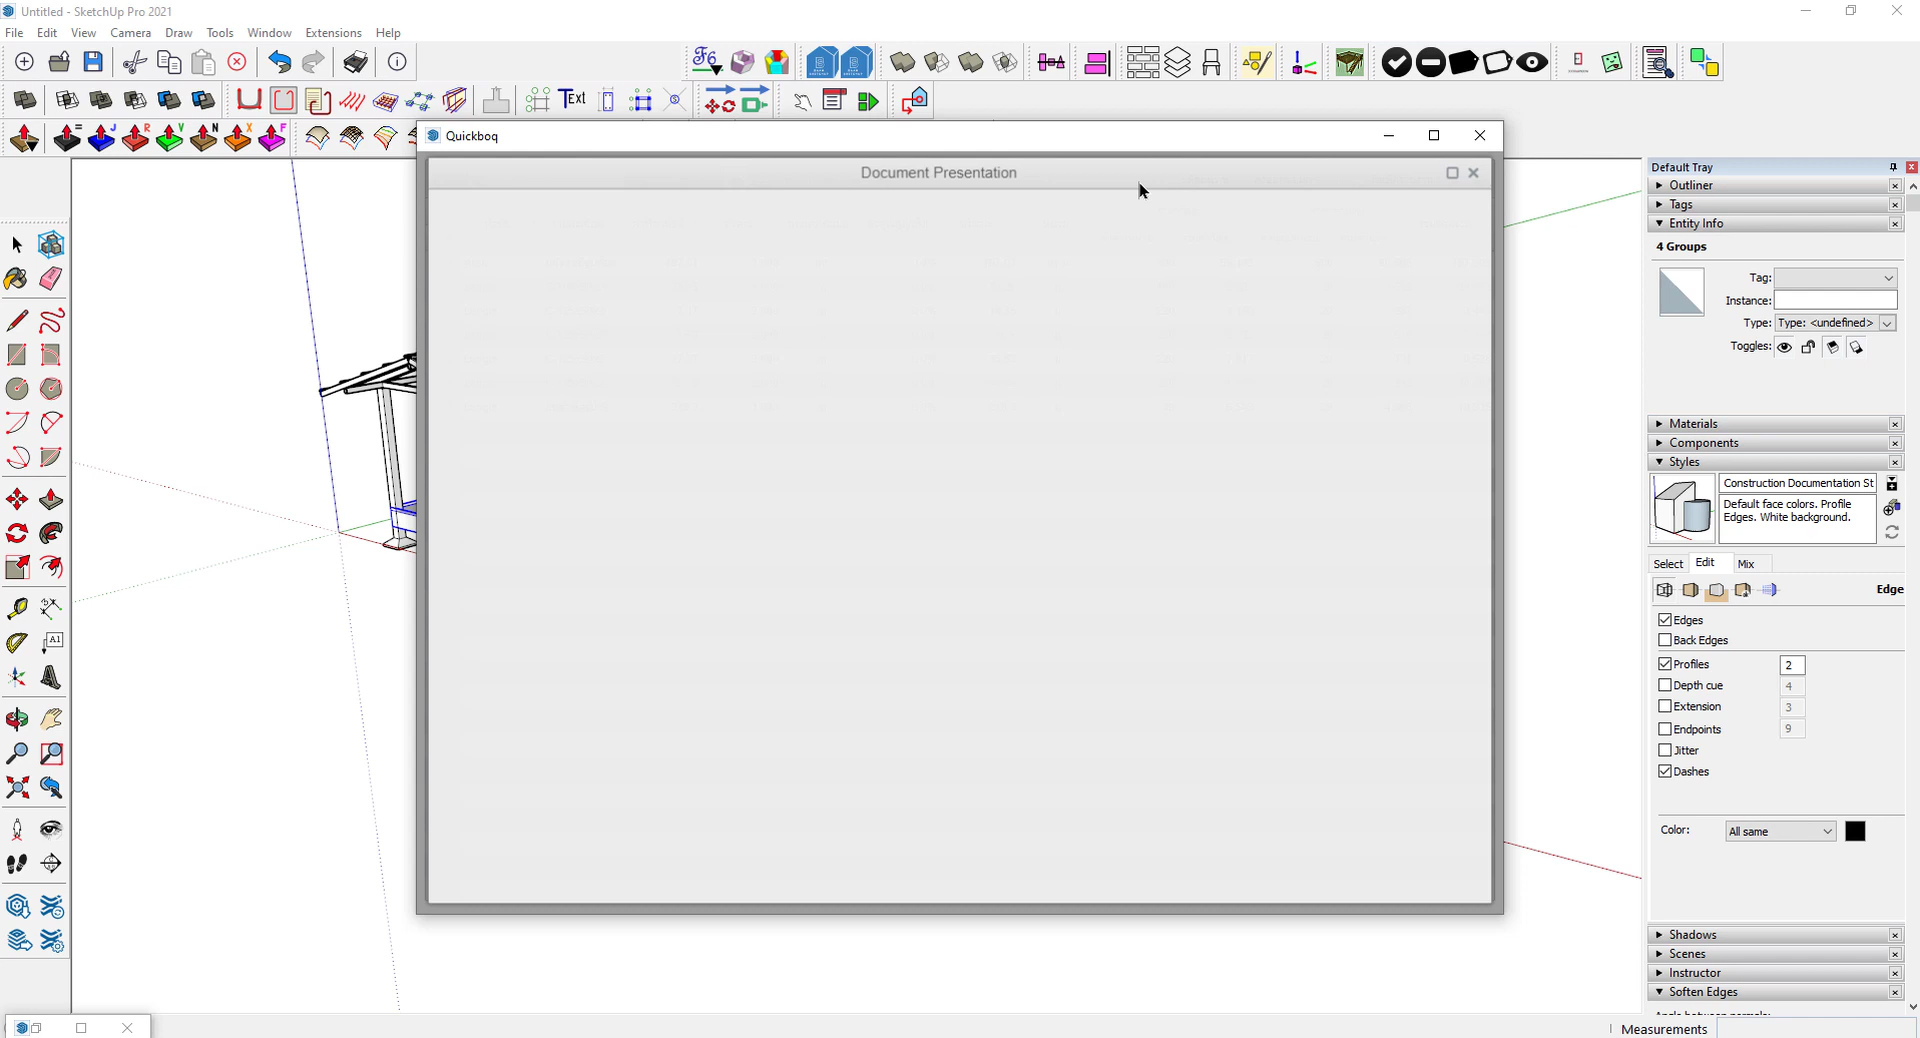 Untitled - SketchUp Pro 2021
File Edit View Camera Draw Tools Window Extensions Help
Text
Quickboq
Document Presentation
Default Tray
Outliner
Tags
Entity Info
4 Groups
Tag:
Instance:
Type: Type: <undefined>
Toggles:
Materials
Components
Styles
Construction Documentation St
Default face colors. Profile
Edges. White background.
Select Edit Mix
Edge
Edges
Back Edges
Profiles 2
Depth cue 4
Extension 3
Endpoints 9
Jitter
Dashes
Color: All same
Shadows
Scenes
Instructor
Soften Edges
Measurements